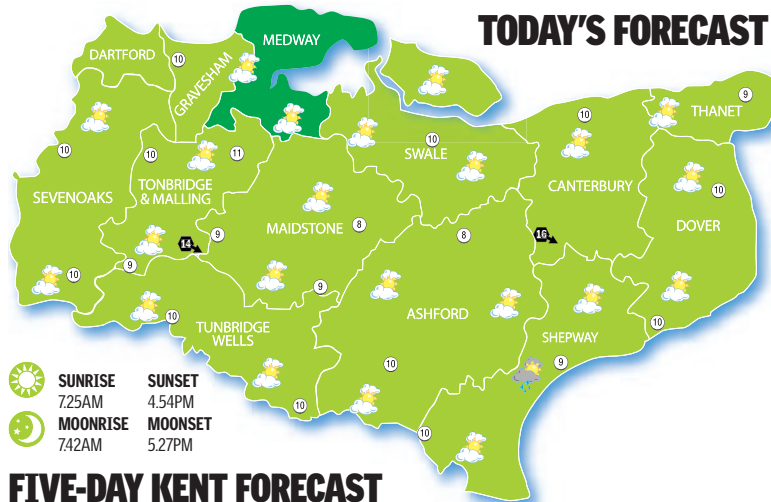 TODAY'S FORECAST
MEDWAY
DARTFORD
10
GRAVESHAM
9
THANET
10
10
10
10
11
SWALE
SEVENOAKS
TONBRIDGE
& MALLING
CANTERBURY
10
MAIDSTONE
8
DOVER
14
9
8
16
9
10
9
10
TUNBRIDGE
WELLS
ASHFORD
SHEPWAY
10
9
10
10
10
SUNRISE SUNSET
7.25AM 4.54PM
MOONRISE MOONSET
7.42AM 5.27PM
FIVE-DAY KENT FORECAST